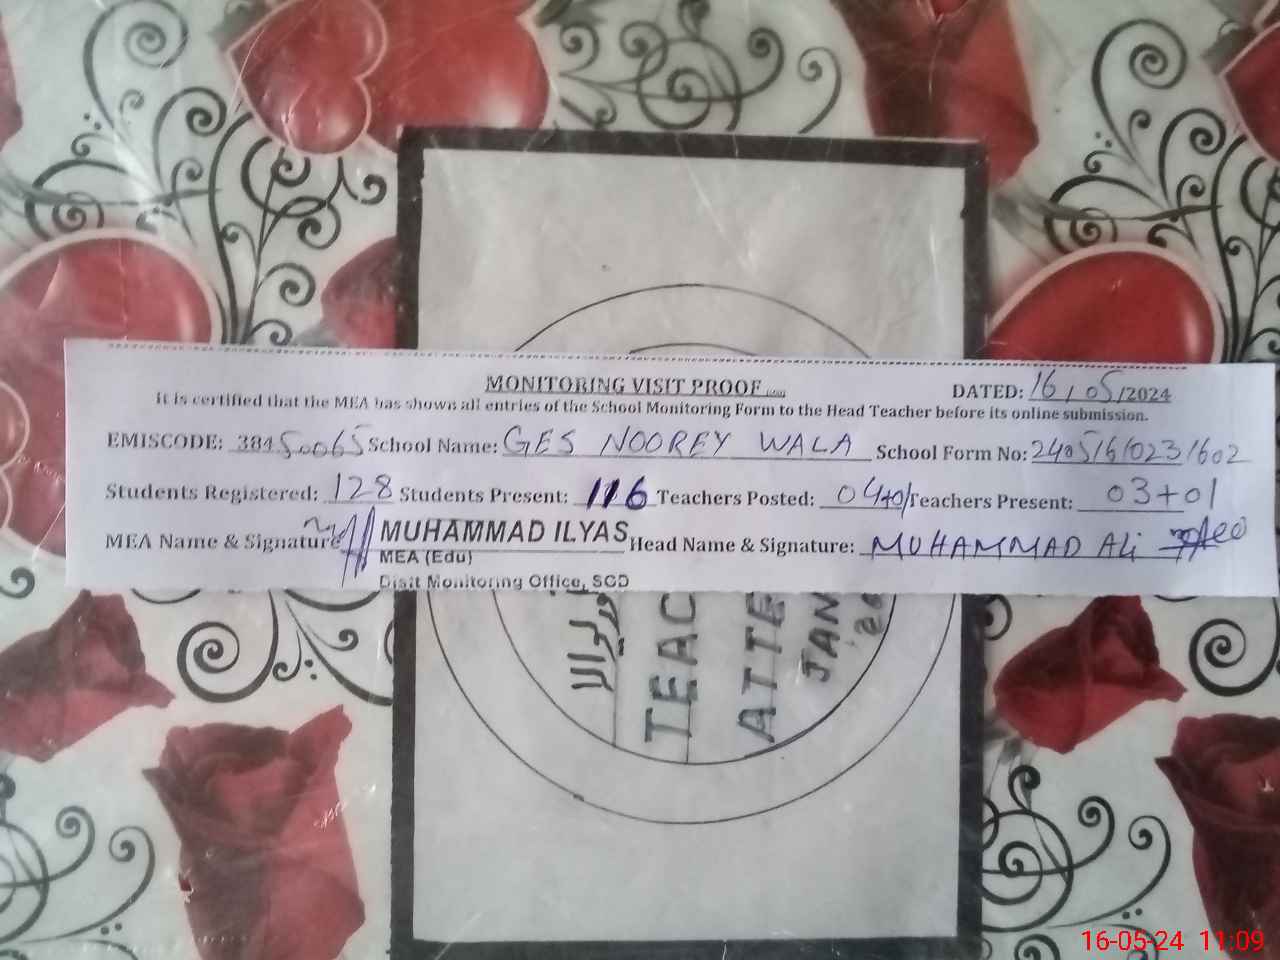 MONITORING VISIT PROOF
DATED: 16/05/2024
It is certified that the MEA has shown all entries of the School Monitoring Form to the Head Teacher before its online submission.
EMISCODE: 38450065 School Name: GES NOOREY WALA School Form No: 2405161023/602
Students Registered: 128 Students Present: 116 Teachers Posted: 04+01 Teachers Present: 03+01
MEA Name & Signature MUHAMMAD ILYAS Head Name & Signature: MUHAMMAD Ali
MEA (Edu)
Distt Monitoring Office, SGD
TEAC
ATTE
JAN
16-05-24 11:09